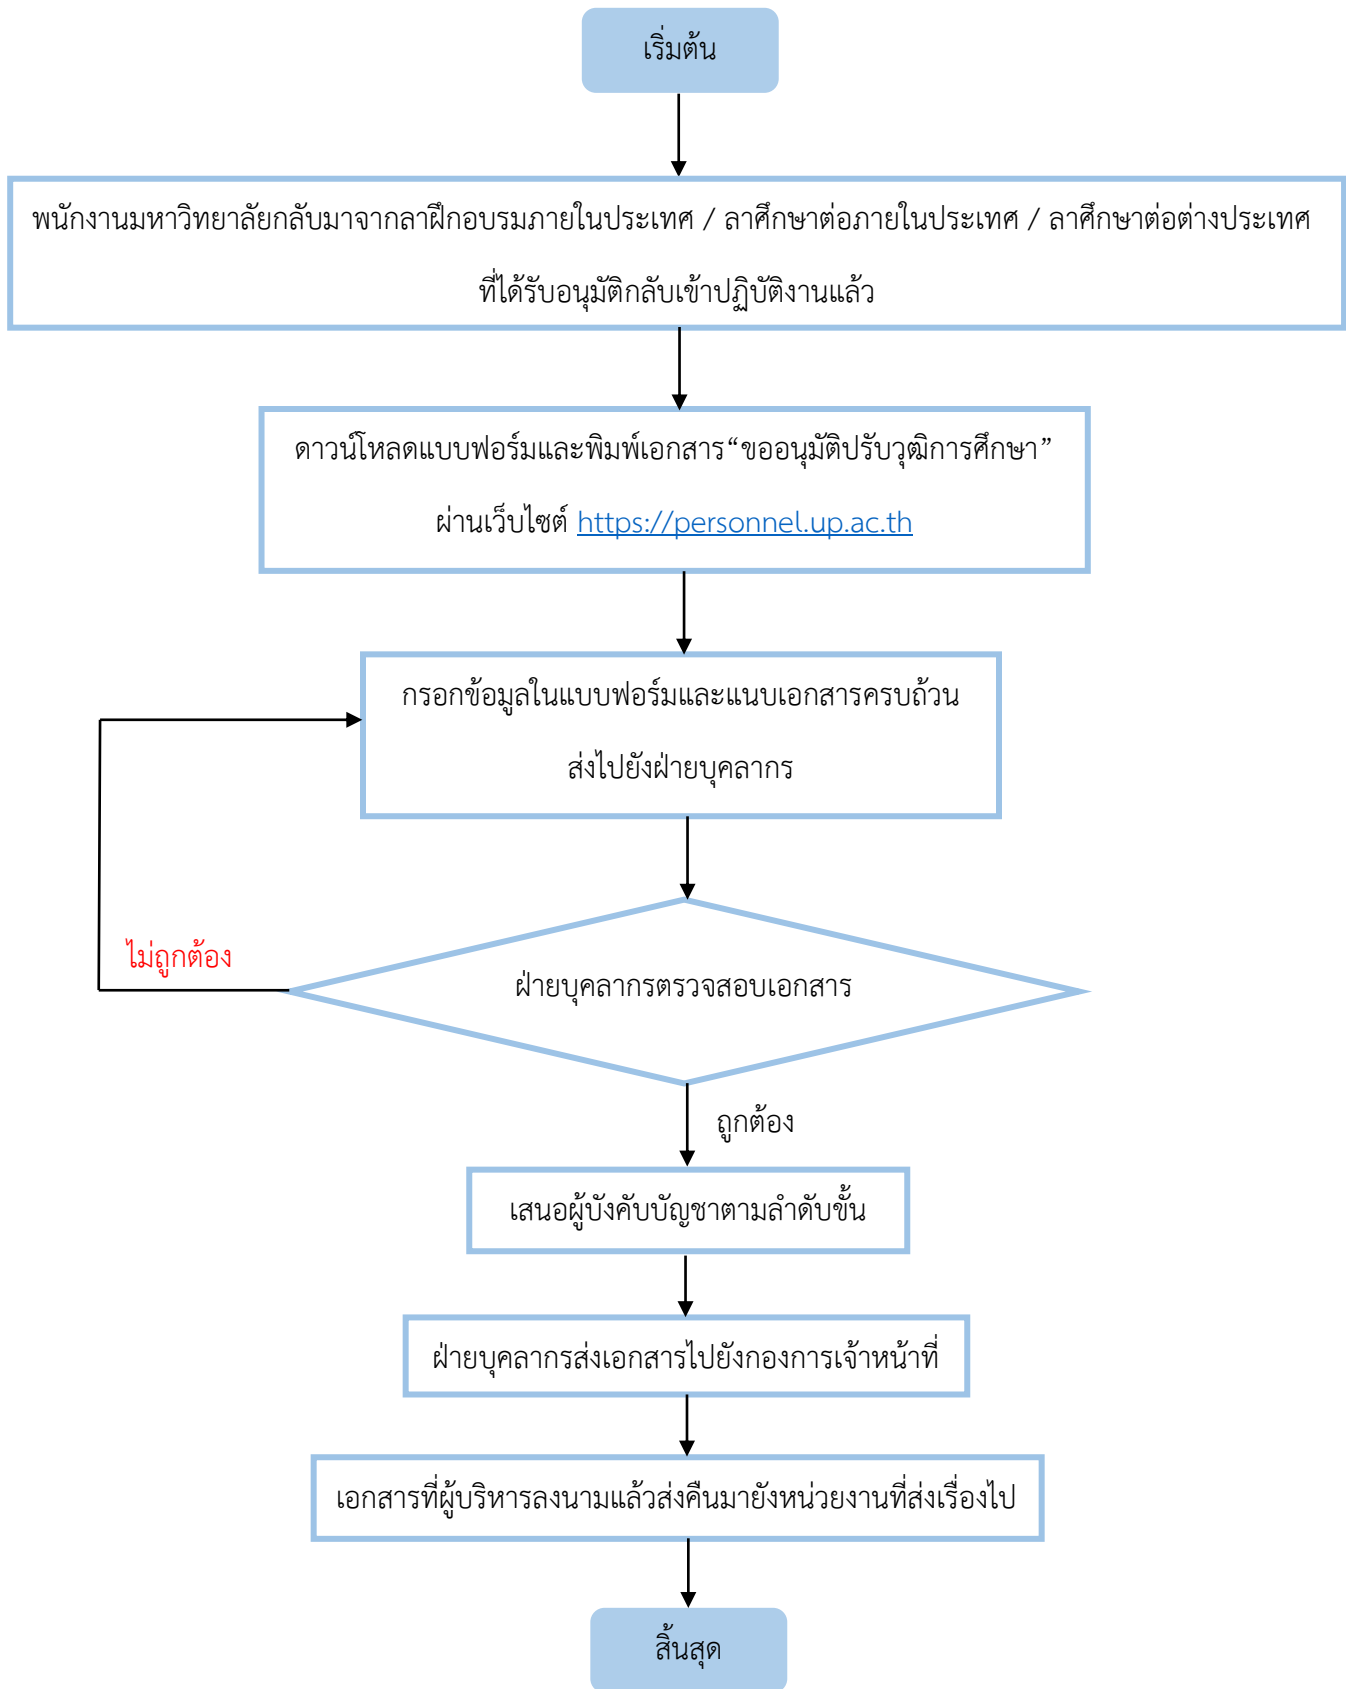 เริ่มต้น
พนักงานมหาวิทยาลัยกลับมาจากลาฝึกอบรมภายในประเทศ / ลาศึกษาต่อภายในประเทศ / ลาศึกษาต่อต่างประเทศ
ที่ได้รับอนุมัติกลับเข้าปฏิบัติงานแล้ว
ดาวน์โหลดแบบฟอร์มและพิมพ์เอกสาร“ขออนุมัติปรับวุฒิการศึกษา”
ผ่านเว็บไซต์ https://personnel.up.ac.th
กรอกข้อมูลในแบบฟอร์มและแนบเอกสารครบถ้วน
ส่งไปยังฝ่ายบุคลากร
ไม่ถูกต้อง
ฝ่ายบุคลากรตรวจสอบเอกสาร
ถูกต้อง
เสนอผู้บังคับบัญชาตามลำดับขั้น
ฝ่ายบุคลากรส่งเอกสารไปยังกองการเจ้าหน้าที่
เอกสารที่ผู้บริหารลงนามแล้วส่งคืนมายังหน่วยงานที่ส่งเรื่องไป
สิ้นสุด